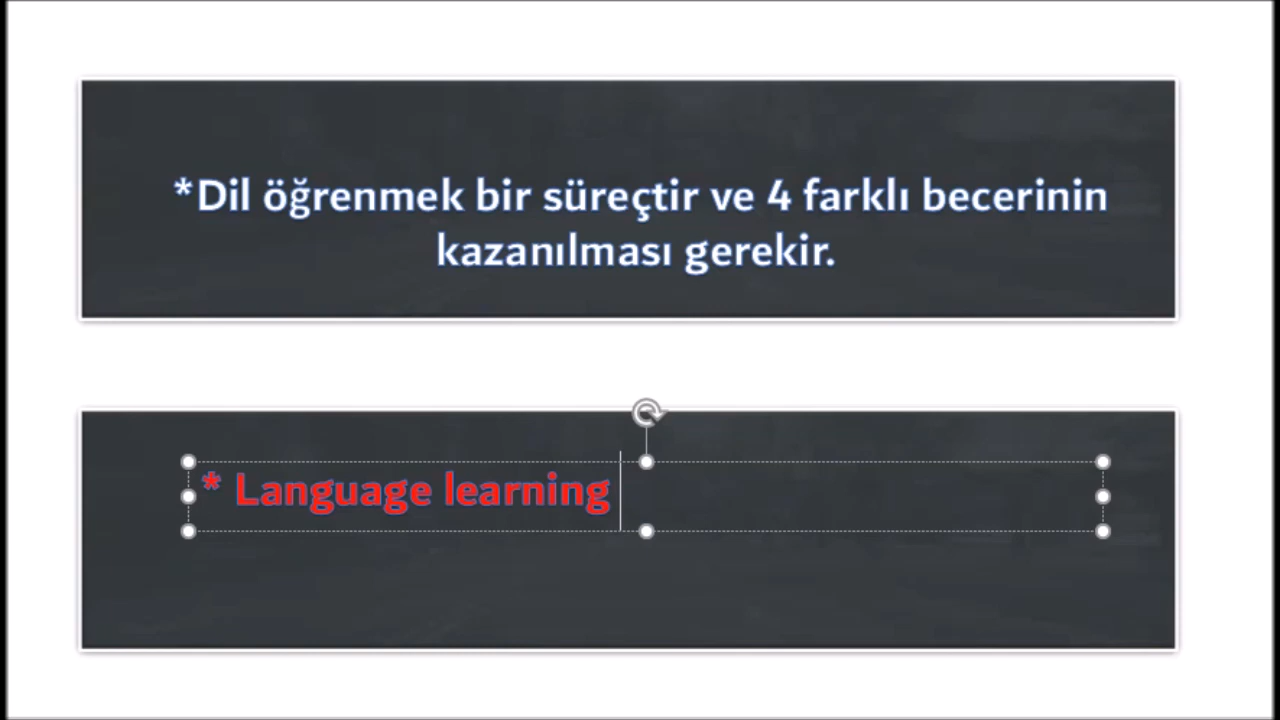 *Dil öğrenmek bir süreçtir ve 4 farklı becerinin
kazanılması gerekir.
* Language learning